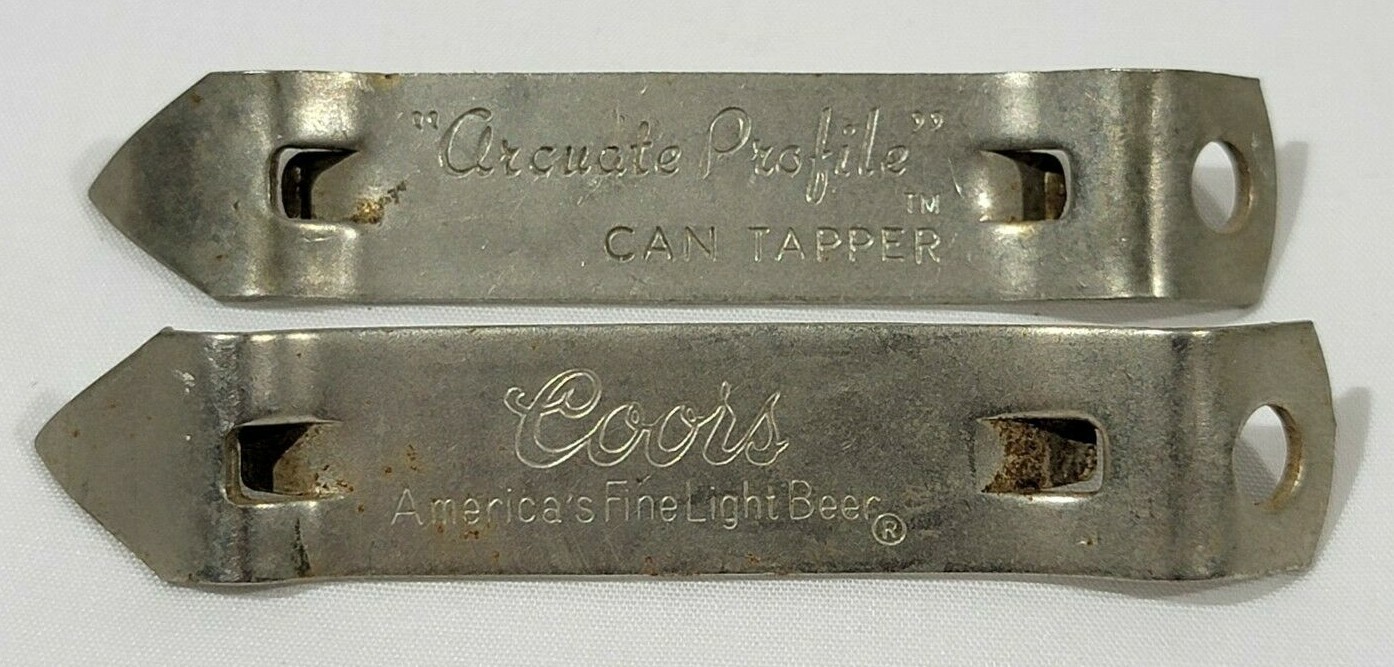 "Arcuate Profile"
TM
CAN TAPPER
Coors
America's Fine Light Beer®